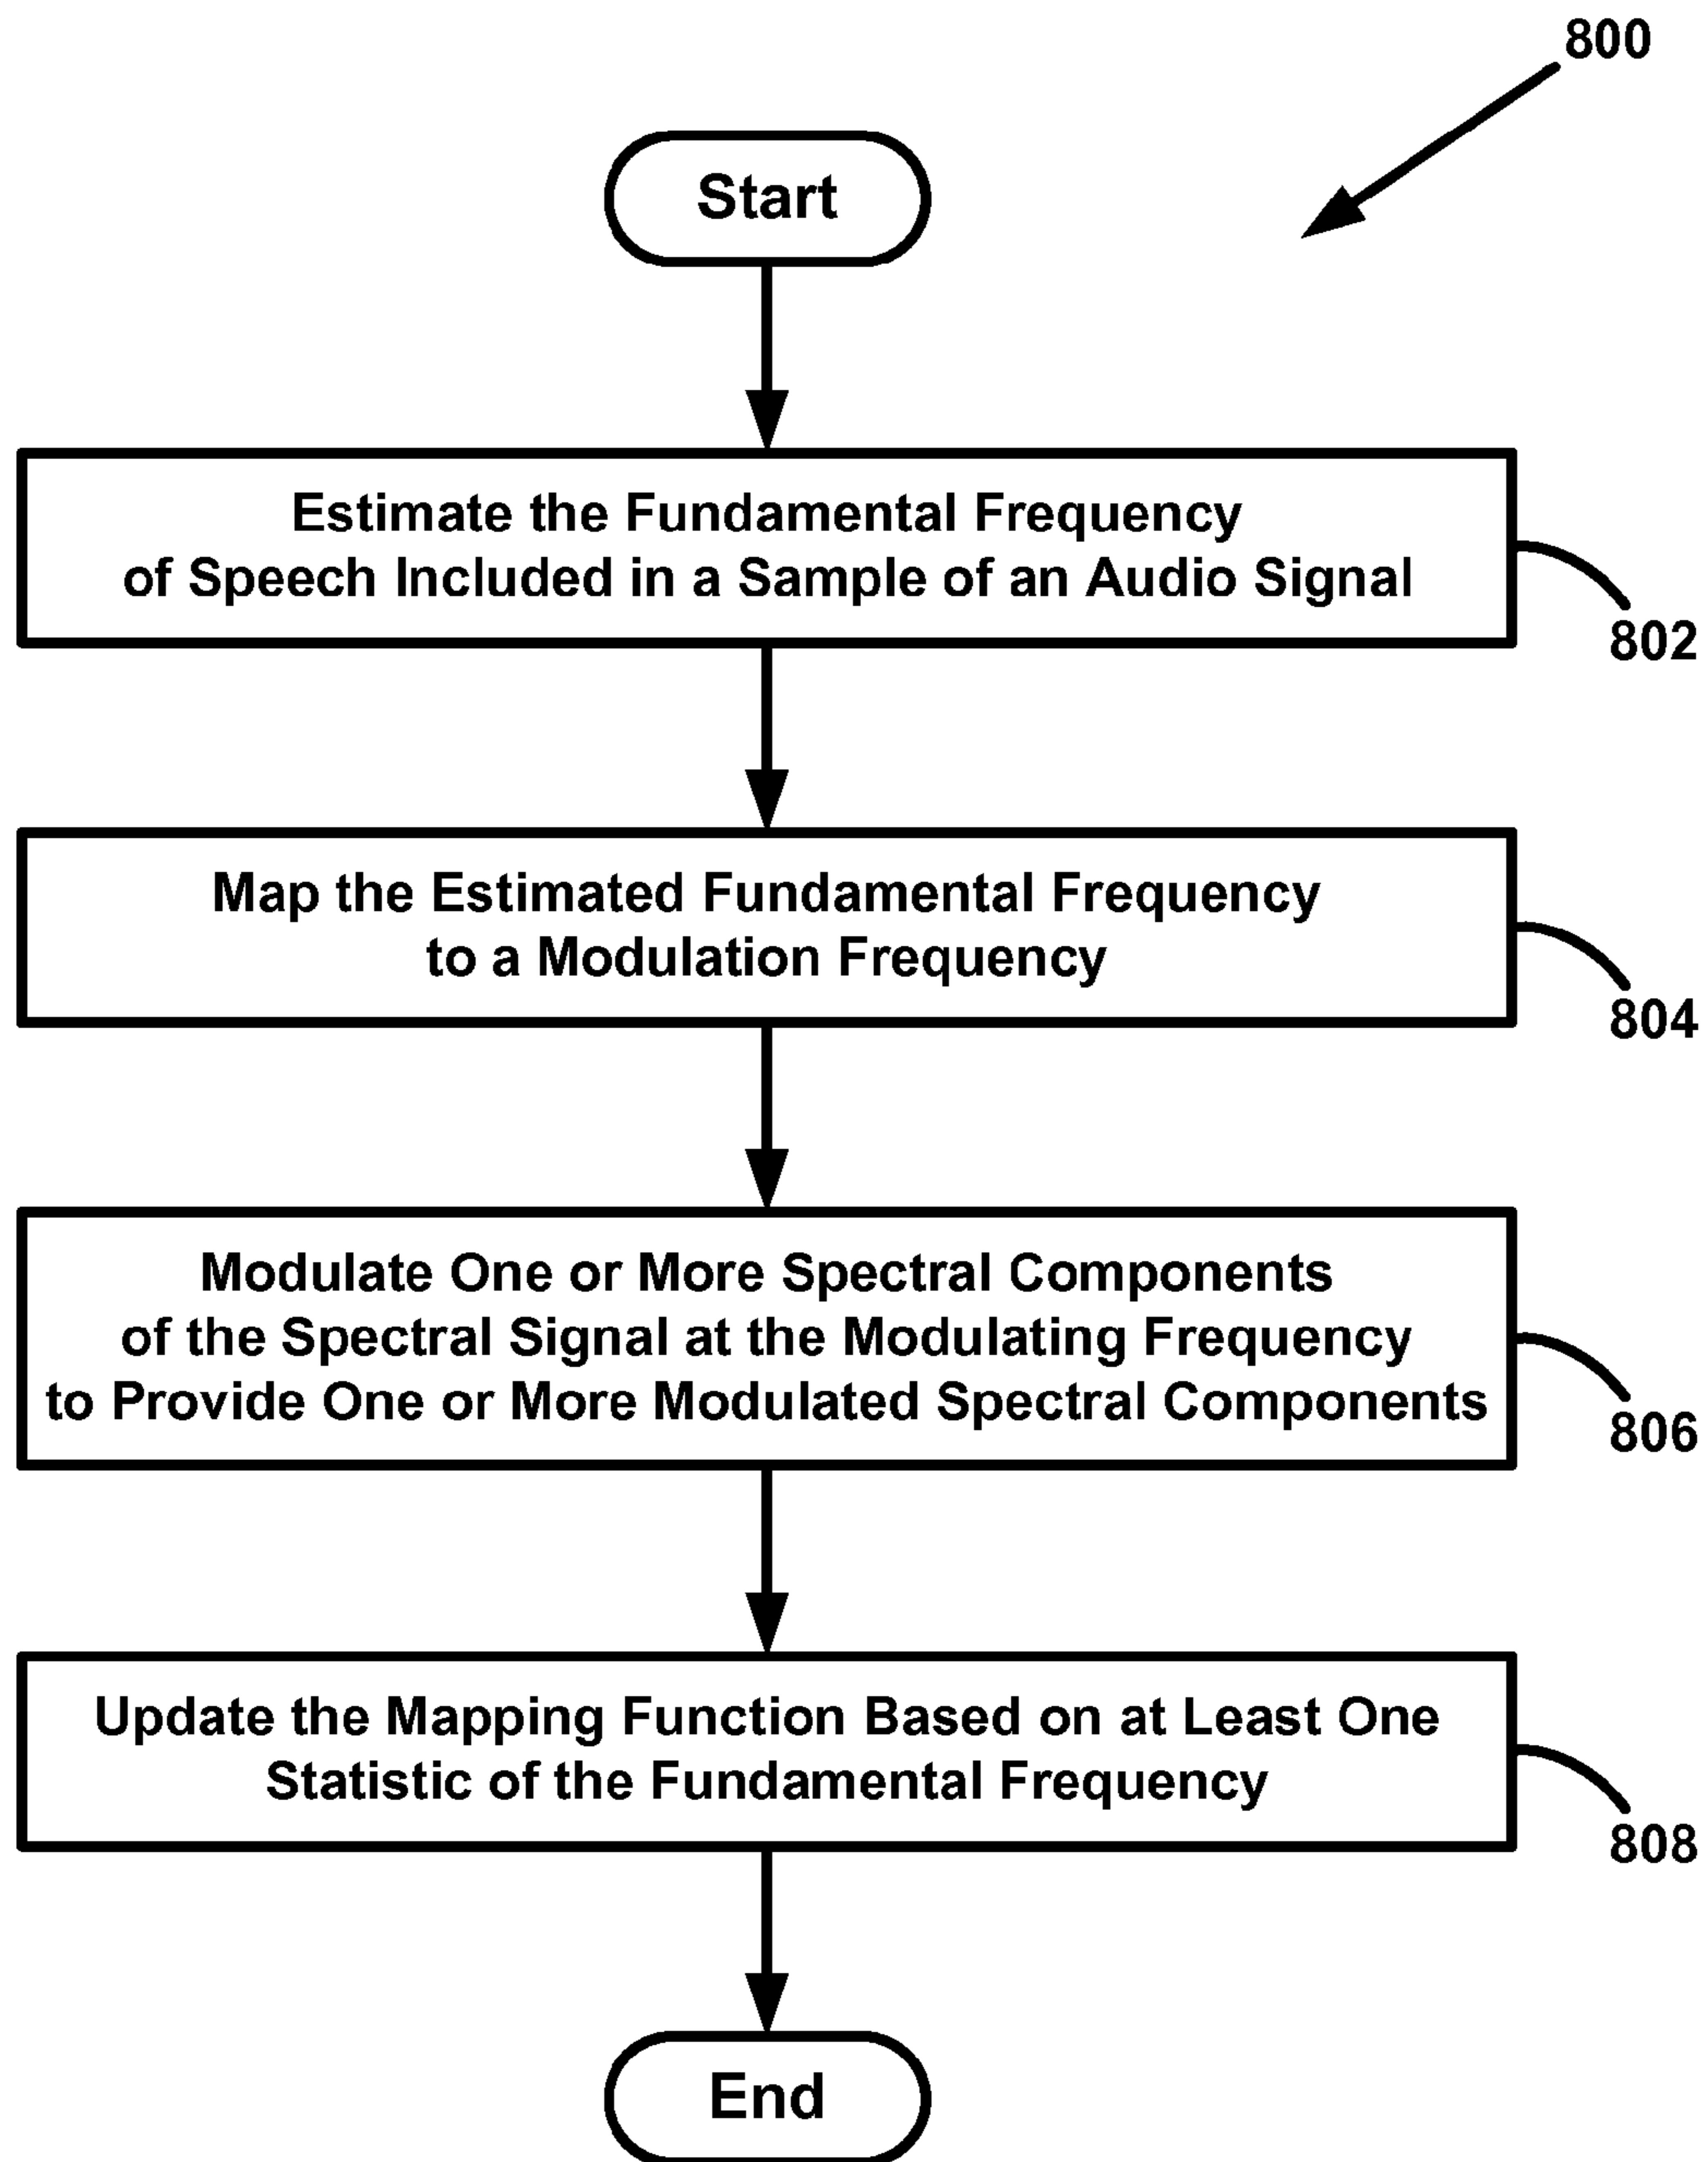 800
Start
Estimate the Fundamental Frequency
of Speech Included in a Sample of an Audio Signal
802
Map the Estimated Fundamental Frequency
to a Modulation Frequency
804
Modulate One or More Spectral Components
of the Spectral Signal at the Modulating Frequency
to Provide One or More Modulated Spectral Components
806
Update the Mapping Function Based on at Least One
Statistic of the Fundamental Frequency
808
End